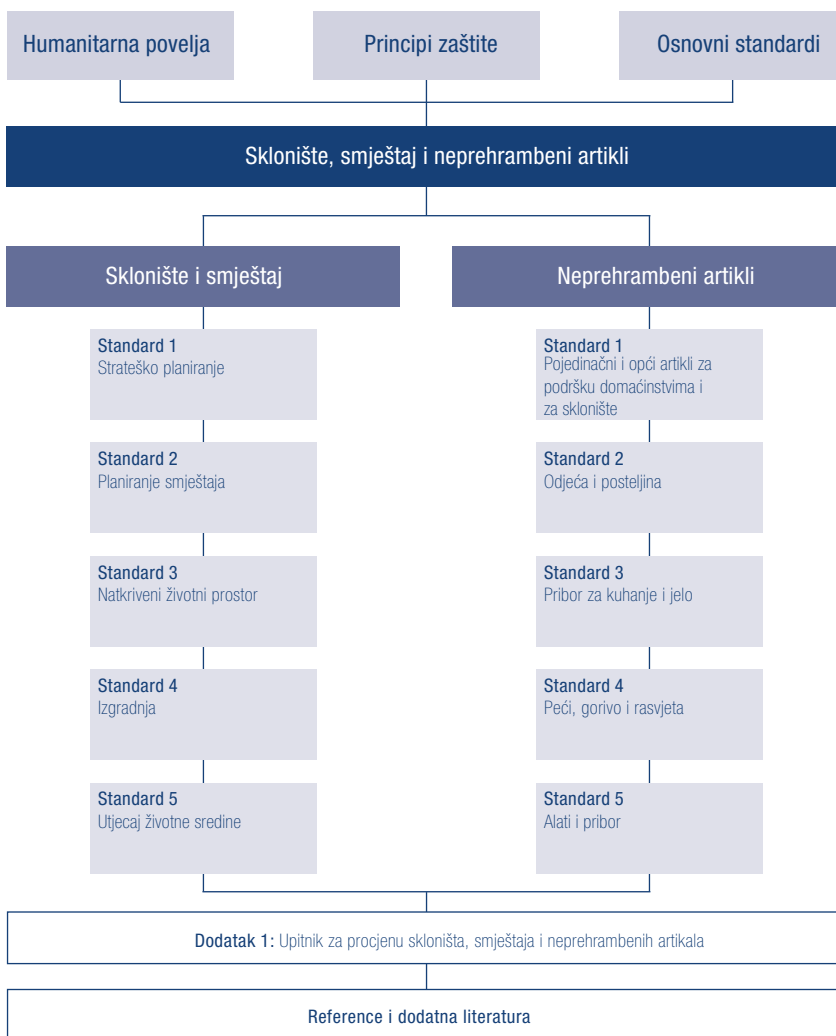 Humanitarna povelja
Principi zaštite
Osnovni standardi
Sklonište, smještaj i neprehrambeni artikli
Sklonište i smještaj
Neprehrambeni artikli
Standard 1
Strateško planiranje
Standard 1
Pojedinačni i opći artikli za
podršku domaćinstvima i
za sklonište
Standard 2
Planiranje smještaja
Standard 2
Odjeća i posteljina
Standard 3
Natkriveni životni prostor
Standard 3
Pribor za kuhanje i jelo
Standard 4
Izgradnja
Standard 4
Peći, gorivo i rasvjeta
Standard 5
Utjecaj životne sredine
Standard 5
Alati i pribor
Dodatak 1: Upitnik za procjenu skloništa, smještaja i neprehrambenih artikala
Reference i dodatna literatura